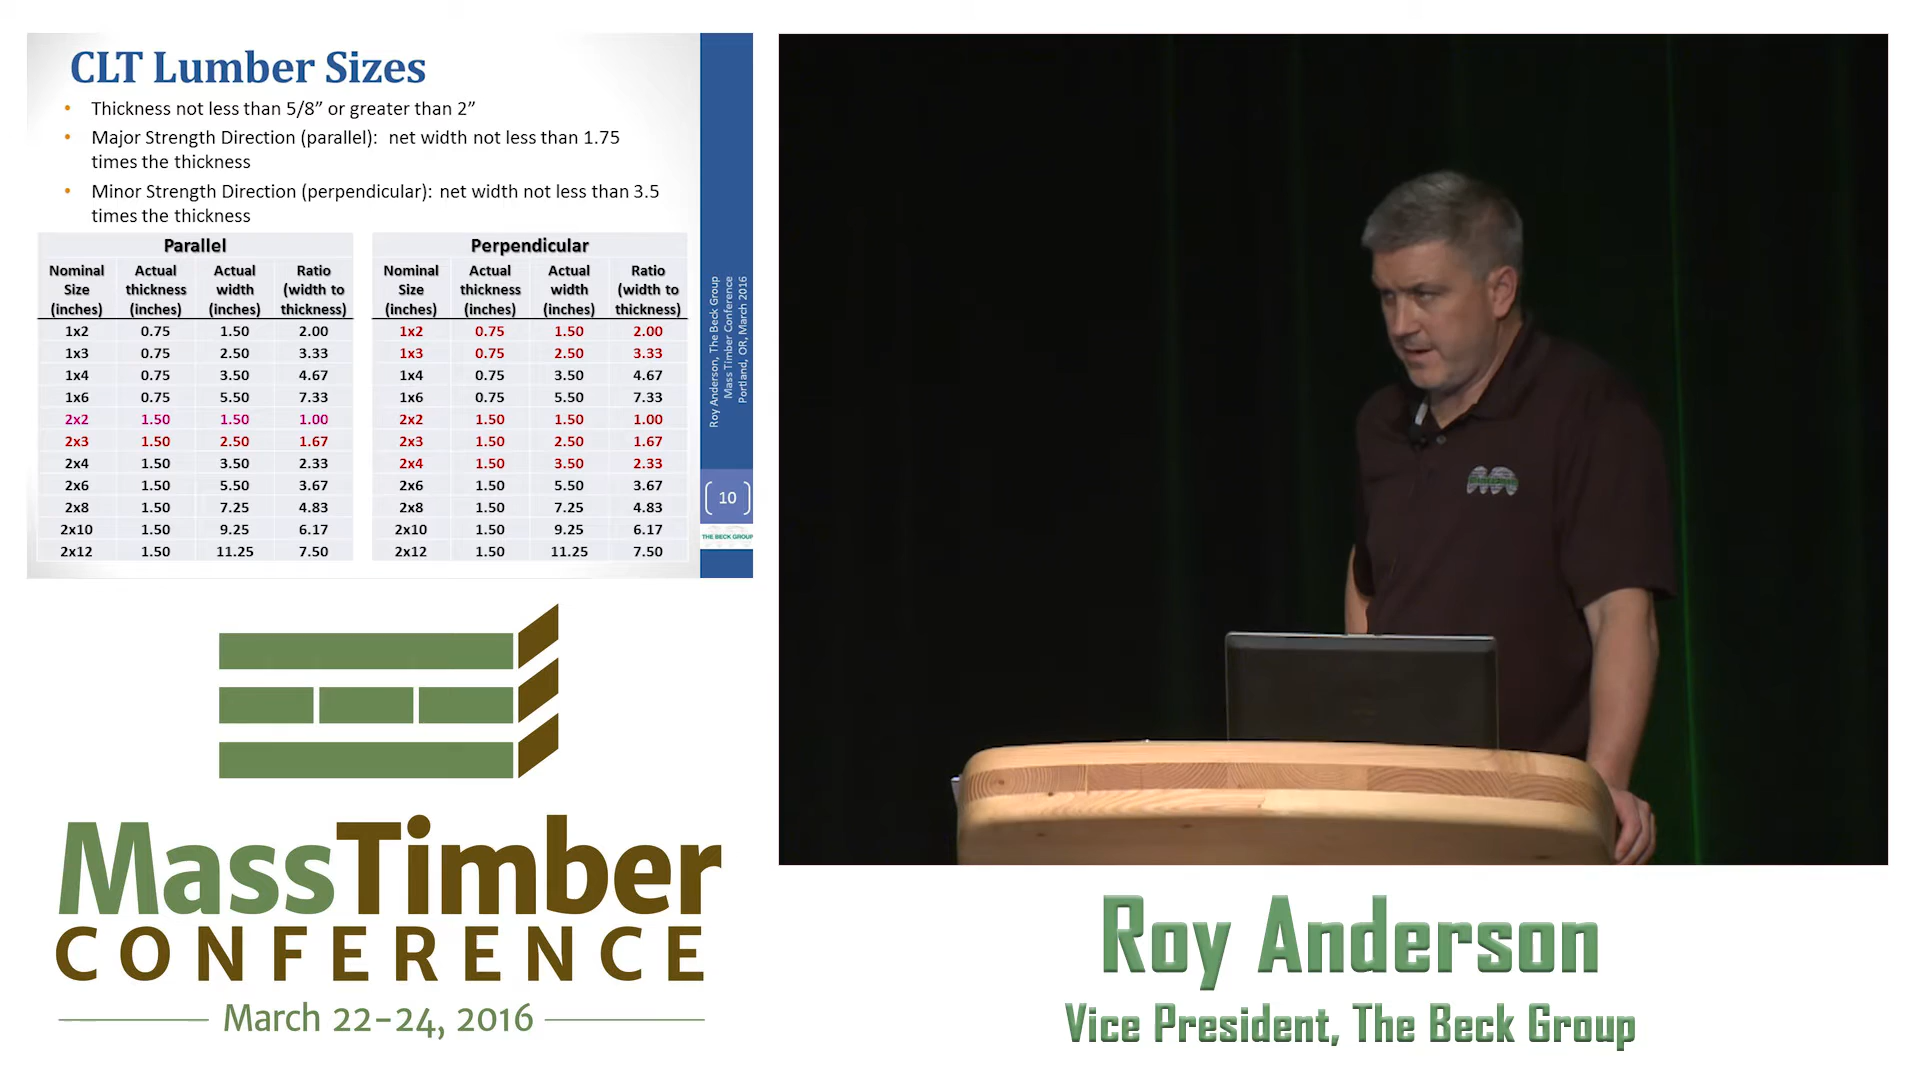 CLT Lumber Sizes
• Thickness not less than 5/8” or greater than 2”
• Major Strength Direction (parallel): net width not less than 1.75
times the thickness
• Minor Strength Direction (perpendicular): net width not less than 3.5
times the thickness
Parallel
Nominal Size (inches) Actual thickness (inches) Actual width (inches) Ratio (width to thickness)
1x2 0.75 1.50 2.00
1x3 0.75 2.50 3.33
1x4 0.75 3.50 4.67
1x6 0.75 5.50 7.33
2x2 1.50 1.50 1.00
2x3 1.50 2.50 1.67
2x4 1.50 3.50 2.33
2x6 1.50 5.50 3.67
2x8 1.50 7.25 4.83
2x10 1.50 9.25 6.17
2x12 1.50 11.25 7.50
Perpendicular
Nominal Size (inches) Actual thickness (inches) Actual width (inches) Ratio (width to thickness)
1x2 0.75 1.50 2.00
1x3 0.75 2.50 3.33
1x4 0.75 3.50 4.67
1x6 0.75 5.50 7.33
2x2 1.50 1.50 1.00
2x3 1.50 2.50 1.67
2x4 1.50 3.50 2.33
2x6 1.50 5.50 3.67
2x8 1.50 7.25 4.83
2x10 1.50 9.25 6.17
2x12 1.50 11.25 7.50
Roy Anderson, The Beck Group
Mass Timber Conference
Portland, OR, March 2016
10
THE BECK GROUP
MassTimber
CONFERENCE
March 22-24, 2016
Roy Anderson
Vice President, The Beck Group